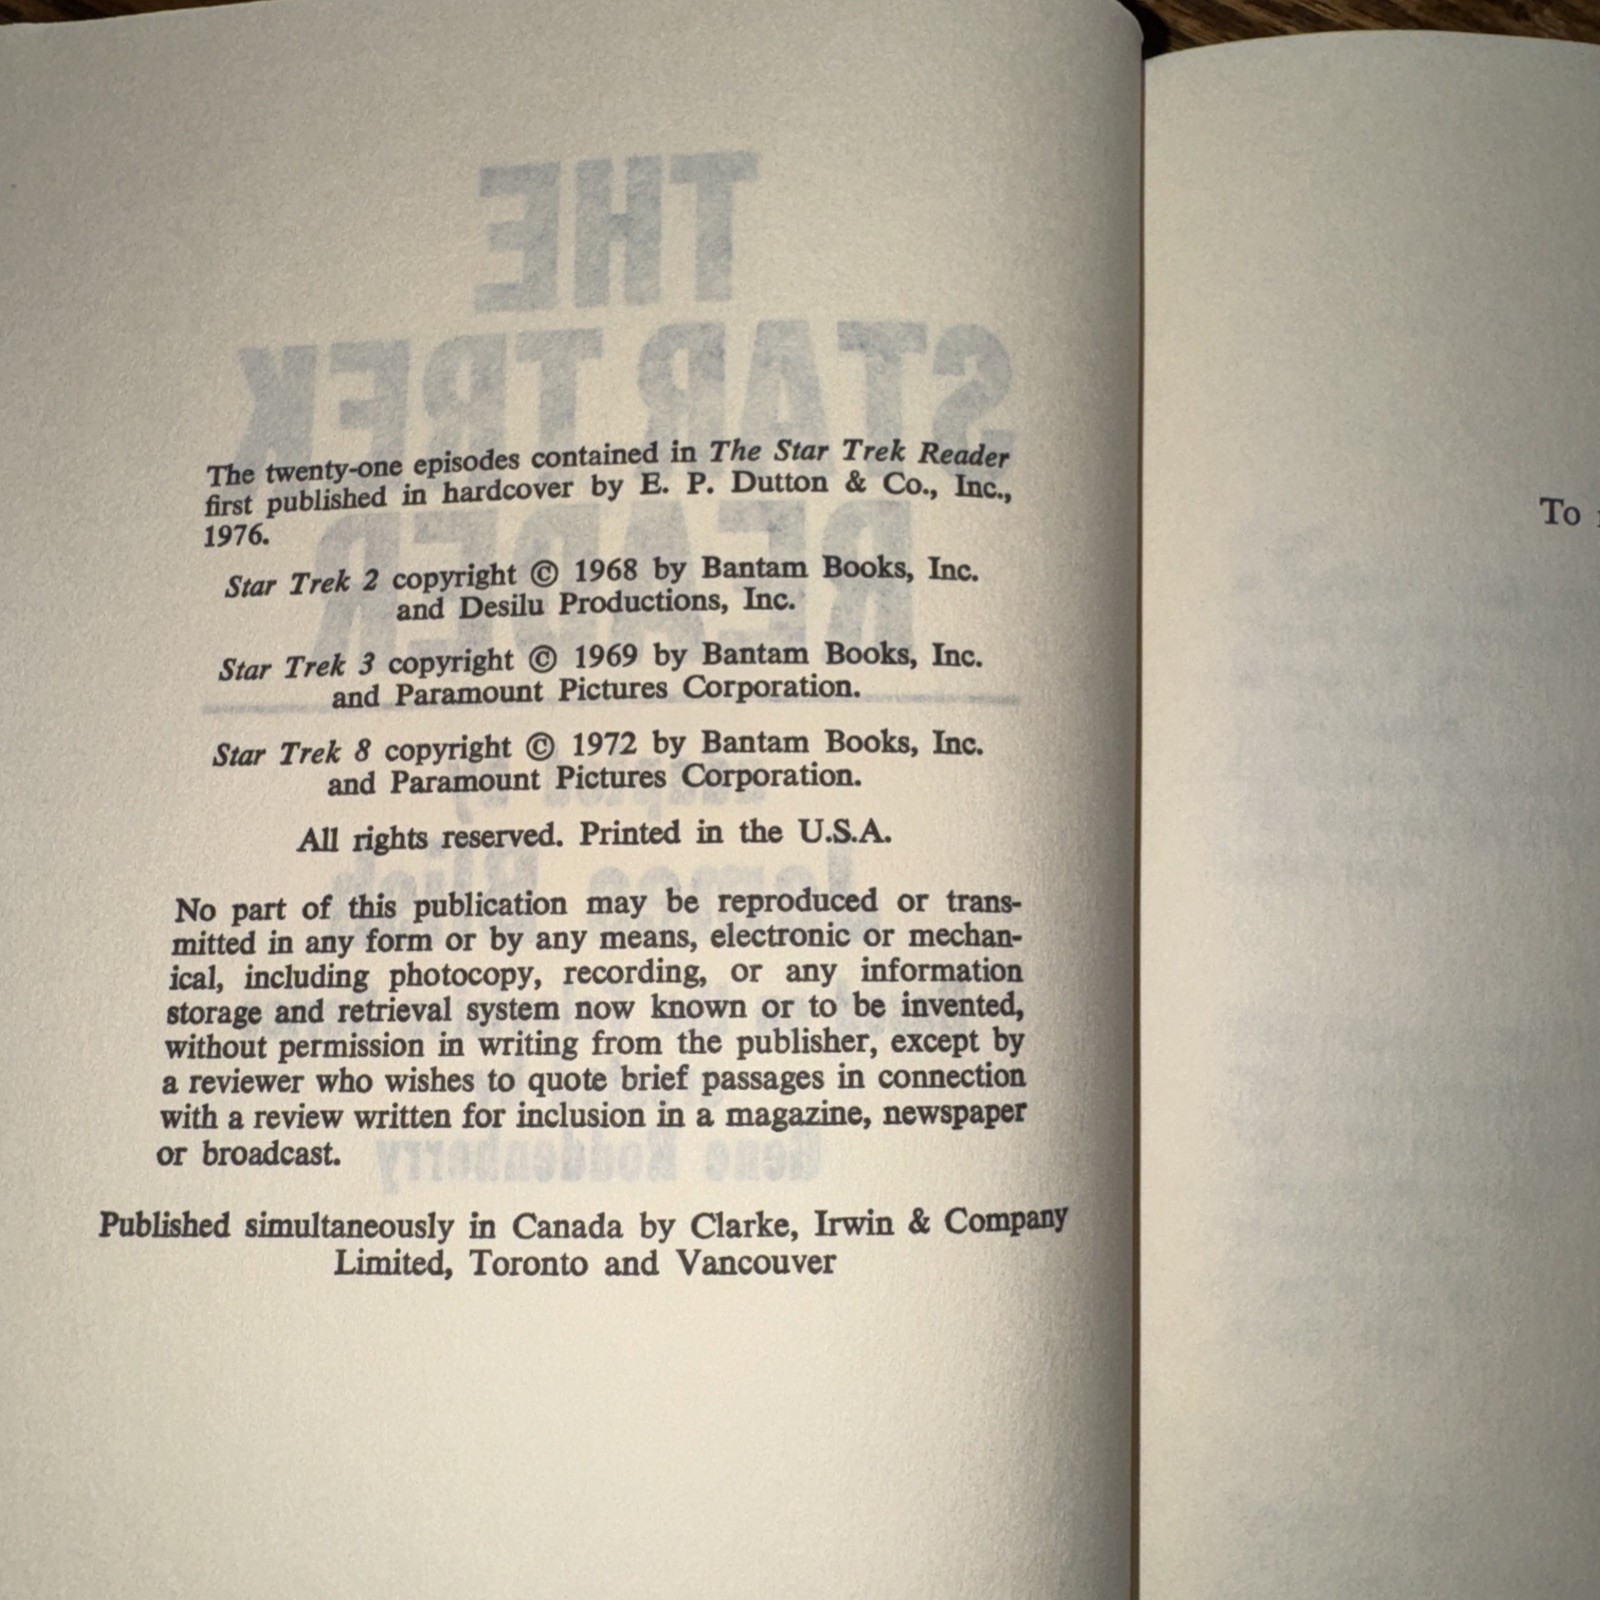 THE
STAR TREK
READER
The twenty-one episodes contained in The Star Trek Reader
first published in hardcover by E. P. Dutton & Co., Inc.,
1976.
Star Trek 2 copyright © 1968 by Bantam Books, Inc.
and Desilu Productions, Inc.
Star Trek 3 copyright © 1969 by Bantam Books, Inc.
and Paramount Pictures Corporation.
Star Trek 8 copyright © 1972 by Bantam Books, Inc.
and Paramount Pictures Corporation.
All rights reserved. Printed in the U.S.A.
No part of this publication may be reproduced or trans-
mitted in any form or by any means, electronic or mechan-
ical, including photocopy, recording, or any information
storage and retrieval system now known or to be invented,
without permission in writing from the publisher, except by
a reviewer who wishes to quote brief passages in connection
with a review written for inclusion in a magazine, newspaper
or broadcast.
Gene Roddenberry
Published simultaneously in Canada by Clarke, Irwin & Company
Limited, Toronto and Vancouver
To